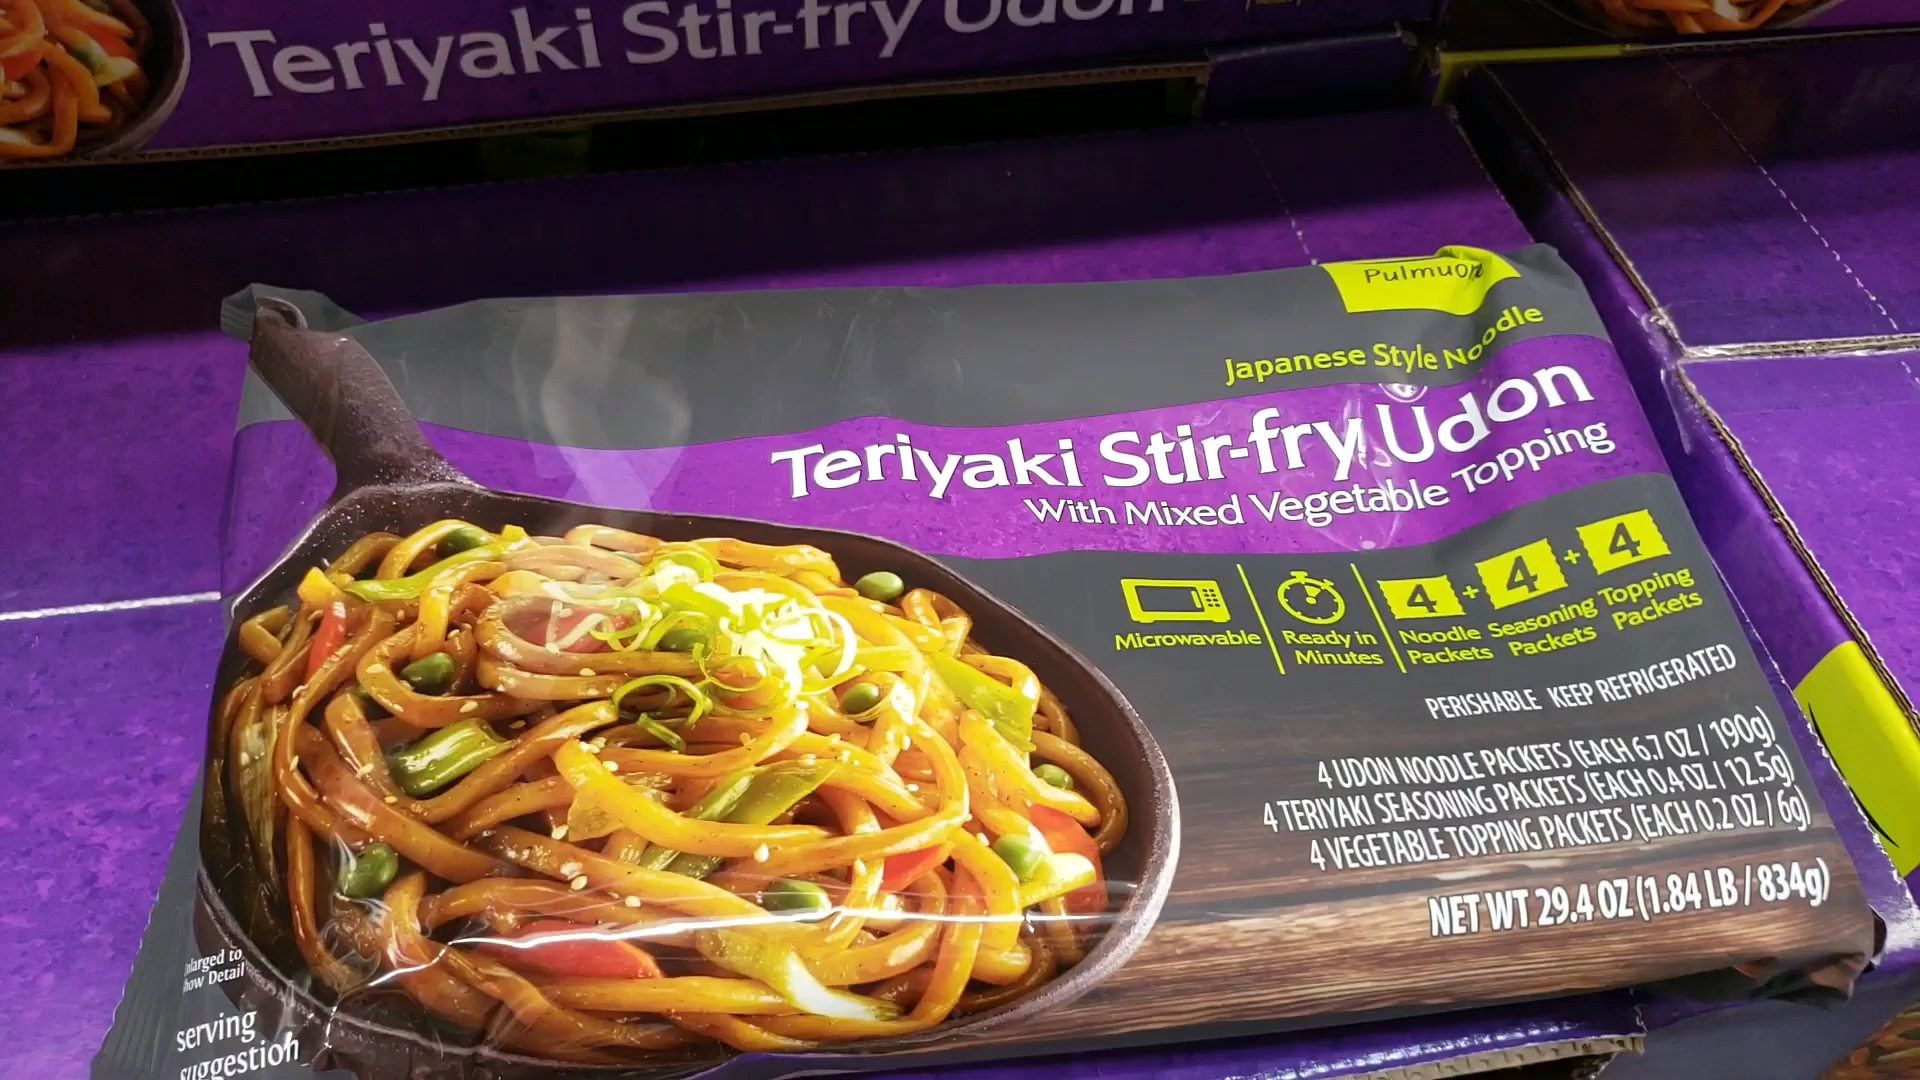 Teriyaki Stir-fry Udon
Pulmuone
Japanese Style Noodle
Teriyaki Stir-fry Udon
With Mixed Vegetable Topping
4 + 4 + 4
Microwavable
Ready in Minutes
Noodle Packets
Seasoning Packets
Topping Packets
PERISHABLE KEEP REFRIGERATED
4 UDON NOODLE PACKETS (EACH 6.7 OZ / 190g)
4 TERIYAKI SEASONING PACKETS (EACH 0.4 OZ / 12.5g)
4 VEGETABLE TOPPING PACKETS (EACH 0.2 OZ / 6g)
NET WT 29.4 OZ (1.84 LB / 834g)
nlarged to
how Detail
serving
suggestion